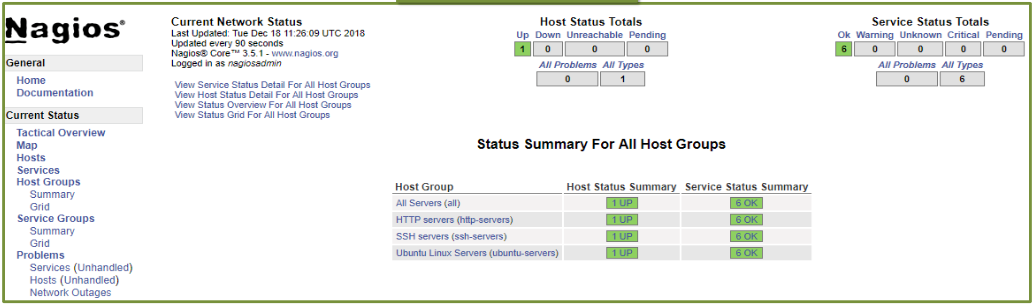 Nagios®
General
Home
Documentation
Current Status
Tactical Overview
Map
Hosts
Services
Host Groups
Summary
Grid
Service Groups
Summary
Grid
Problems
Services (Unhandled)
Hosts (Unhandled)
Network Outages
Current Network Status
Last Updated: Tue Dec 18 11:26:09 UTC 2018
Updated every 90 seconds
Nagios® Core™ 3.5.1 - www.nagios.org
Logged in as nagiosadmin
View Service Status Detail For All Host Groups
View Host Status Detail For All Host Groups
View Status Overview For All Host Groups
View Status Grid For All Host Groups
Host Status Totals
Up Down Unreachable Pending
1 0 0 0
All Problems All Types
0 1
Service Status Totals
Ok Warning Unknown Critical Pending
6 0 0 0 0
All Problems All Types
0 6
Status Summary For All Host Groups
Host Group Host Status Summary Service Status Summary
All Servers (all) 1 UP 6 OK
HTTP servers (http-servers) 1 UP 6 OK
SSH servers (ssh-servers) 1 UP 6 OK
Ubuntu Linux Servers (ubuntu-servers) 1 UP 6 OK